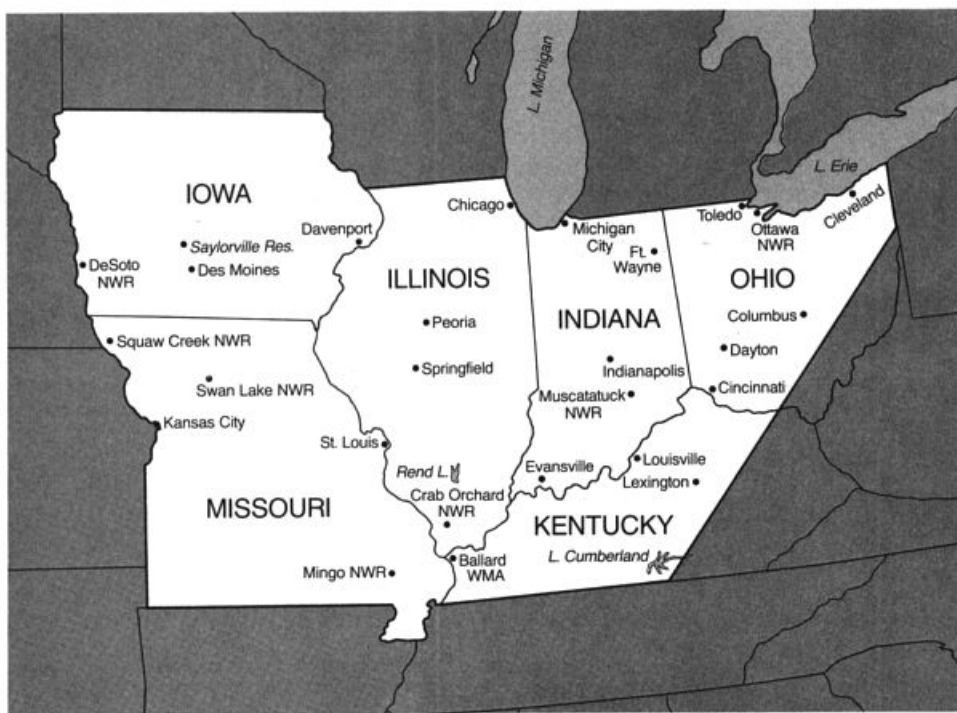 L. Michigan
L. Erie
IOWA
Saylorville Res.
Des Moines
DeSoto
NWR
Davenport
Chicago
ILLINOIS
Peoria
Springfield
Michigan
City
Ft.
Wayne
INDIANA
Indianapolis
Muscatatuck
NWR
Toledo
Ottawa
NWR
Cleveland
OHIO
Columbus
Dayton
Cincinnati
Squaw Creek NWR
Swan Lake NWR
Kansas City
St. Louis
MISSOURI
Mingo NWR
Rend L.
Crab Orchard
NWR
Ballard
WMA
Evansville
Louisville
Lexington
KENTUCKY
L. Cumberland